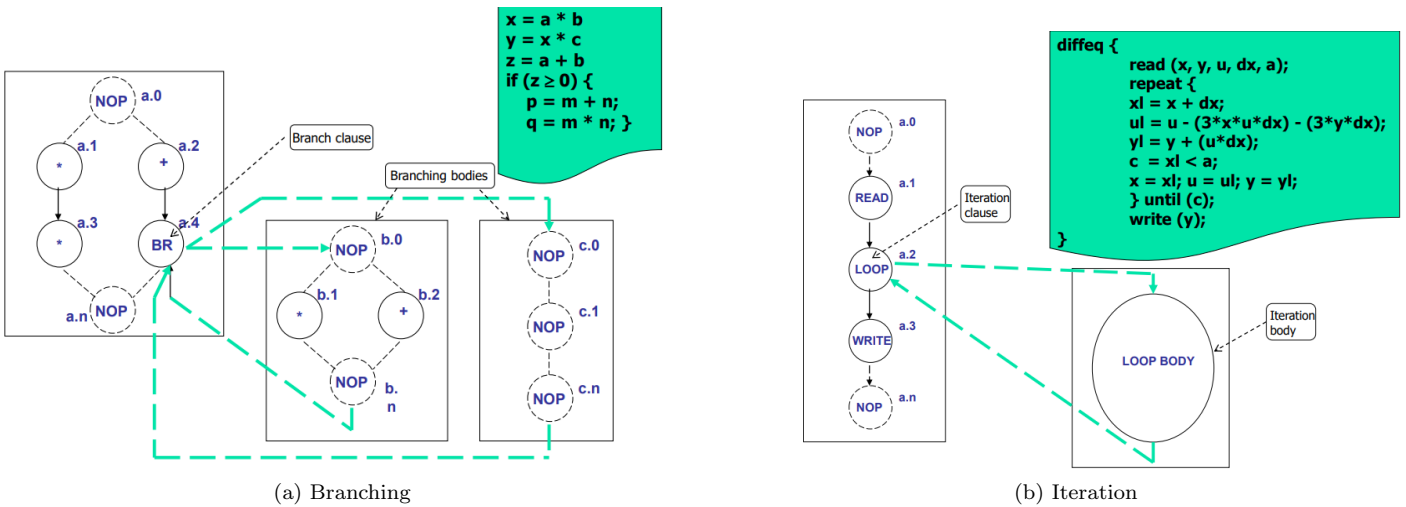 x = a * b
y = x * c
z = a + b
if (z ≥ 0) {
p = m + n;
q = m * n; }
NOP a.0
a.1 a.2
* +
Branch clause
Branching bodies
a.3 a.4
* BR
NOP
a.n
NOP b.0
b.1 b.2
* +
NOP b.
n
NOP c.0
NOP c.1
NOP c.n
(a) Branching
diffeq {
read (x, y, u, dx, a);
repeat {
xl = x + dx;
ul = u - (3*x*u*dx) - (3*y*dx);
yl = y + (u*dx);
c = xl < a;
x = xl; u = ul; y = yl;
} until (c);
write (y);
}
NOP a.0
READ a.1
Iteration
clause
LOOP a.2
WRITE a.3
NOP a.n
LOOP BODY
Iteration
body
(b) Iteration